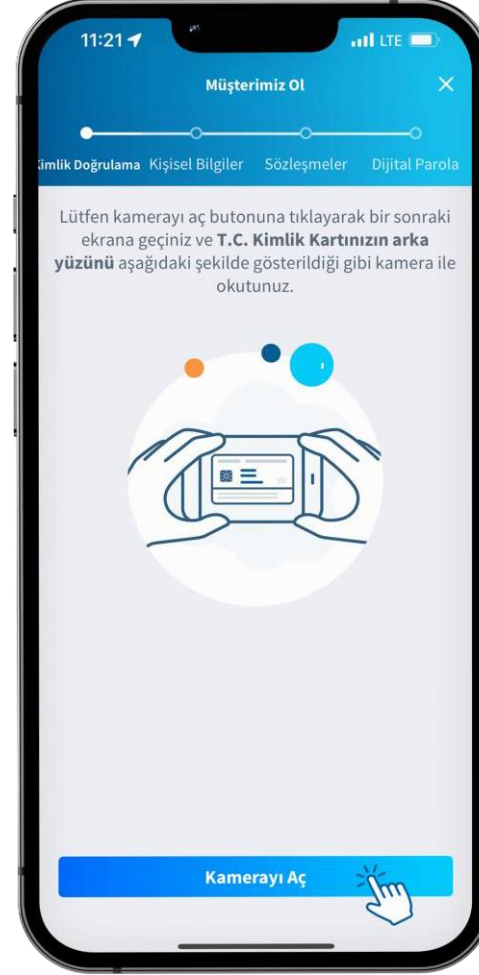 11:21
LTE
Müşterimiz Ol
Kimlik Doğrulama Kişisel Bilgiler Sözleşmeler Dijital Parola
Lütfen kamerayı aç butonuna tıklayarak bir sonraki
ekrana geçiniz ve T.C. Kimlik Kartınızın arka
yüzünü aşağıdaki şekilde gösterildiği gibi kamera ile
okutunuz.
Kamerayı Aç